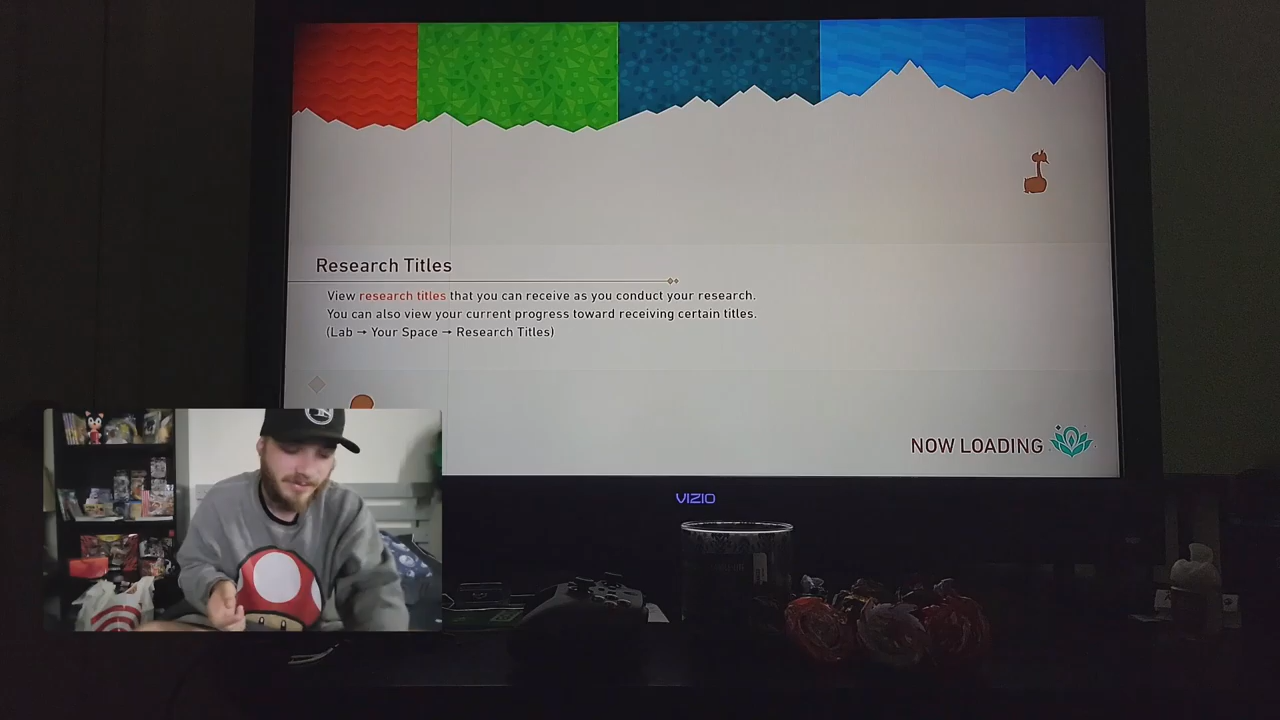 Research Titles
View research titles that you can receive as you conduct your research.
You can also view your current progress toward receiving certain titles.
(Lab → Your Space → Research Titles)
NOW LOADING
VIZIO